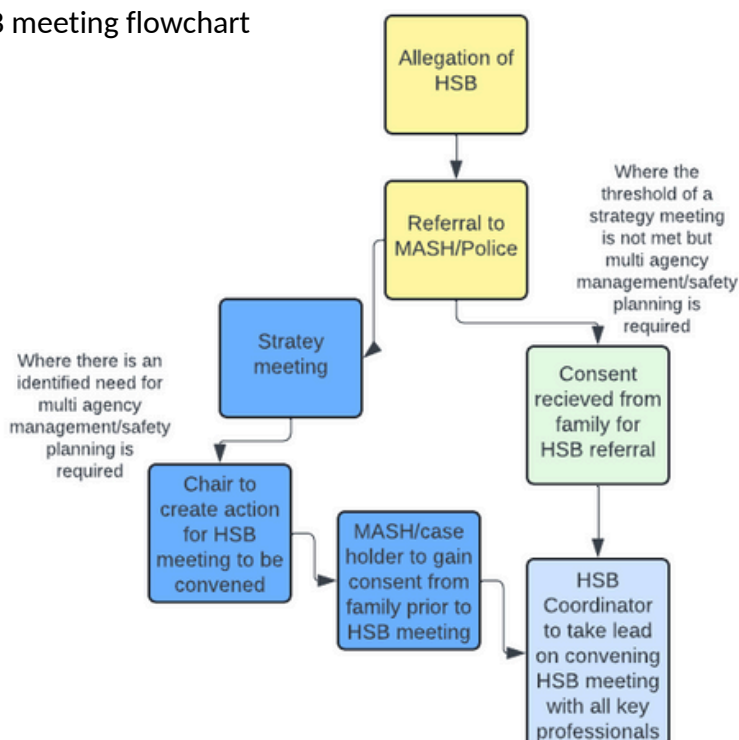 meeting flowchart
Allegation of
HSB
Referral to
MASH/Police
Where the
threshold of a
strategy meeting
is not met but
multi agency
management/safety
planning is
required
Stratey
meeting
Where there is an
identified need for
multi agency
management/safety
planning is
required
Consent
recieved from
family for
HSB referral
Chair to
create action
for HSB
meeting to be
convened
MASH/case
holder to gain
consent from
family prior to
HSB meeting
HSB
Coordinator
to take lead
on convening
HSB meeting
with all key
professionals